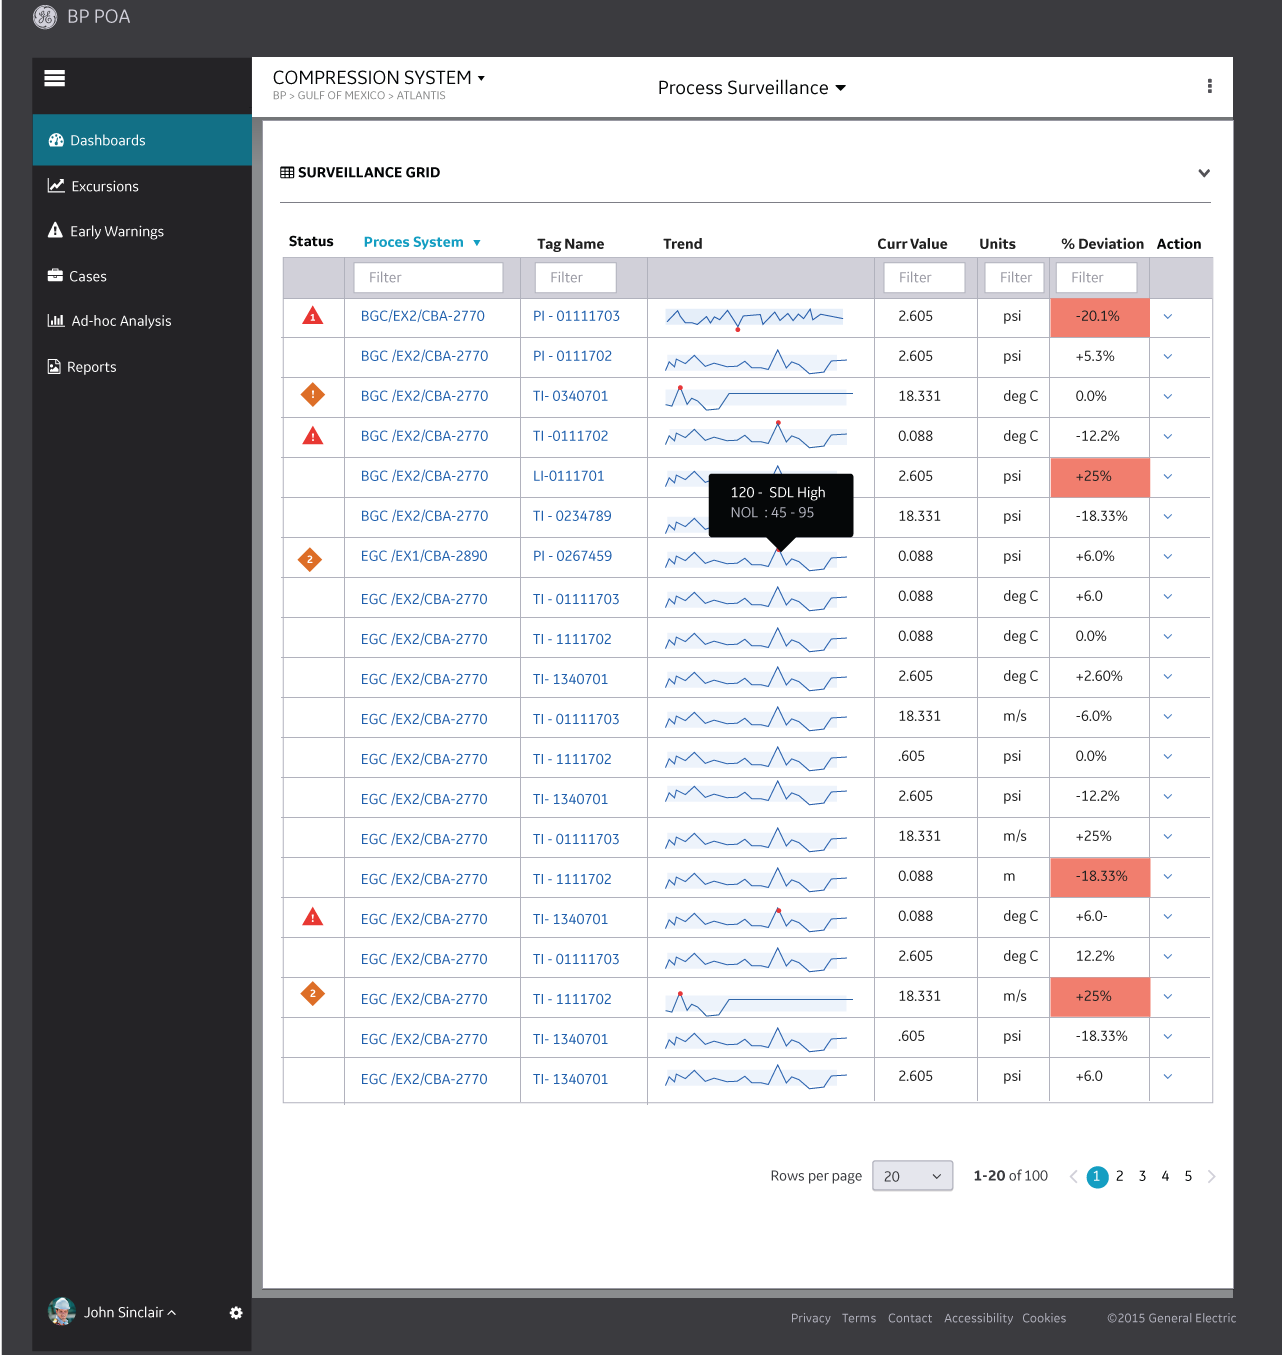 BP POA
COMPRESSION SYSTEM
BP > GULF OF MEXICO > ATLANTIS
Process Surveillance
Dashboards
Excursions
Early Warnings
Cases
Ad-hoc Analysis
Reports
SURVEILLANCE GRID
Status Proces System Tag Name Trend Curr Value Units % Deviation Action
Filter Filter Filter Filter Filter
1 BGC/EX2/CBA-2770 PI - 01111703 2.605 psi -20.1%
BGC /EX2/CBA-2770 PI - 0111702 2.605 psi +5.3%
! BGC /EX2/CBA-2770 TI- 0340701 18.331 deg C 0.0%
! BGC /EX2/CBA-2770 TI -0111702 0.088 deg C -12.2%
BGC /EX2/CBA-2770 LI-0111701 2.605 psi +25%
120 - SDL High
NOL : 45 - 95
BGC /EX2/CBA-2770 TI - 0234789 18.331 psi -18.33%
2 EGC /EX1/CBA-2890 PI - 0267459 0.088 psi +6.0%
EGC /EX2/CBA-2770 TI - 01111703 0.088 deg C +6.0
EGC /EX2/CBA-2770 TI - 1111702 0.088 deg C 0.0%
EGC /EX2/CBA-2770 TI- 1340701 2.605 deg C +2.60%
EGC /EX2/CBA-2770 TI - 01111703 18.331 m/s -6.0%
EGC /EX2/CBA-2770 TI - 1111702 .605 psi 0.0%
EGC /EX2/CBA-2770 TI- 1340701 2.605 psi -12.2%
EGC /EX2/CBA-2770 TI - 01111703 18.331 m/s +25%
EGC /EX2/CBA-2770 TI - 1111702 0.088 m -18.33%
! EGC /EX2/CBA-2770 TI- 1340701 0.088 deg C +6.0-
EGC /EX2/CBA-2770 TI - 01111703 2.605 deg C 12.2%
2 EGC /EX2/CBA-2770 TI - 1111702 18.331 m/s +25%
EGC /EX2/CBA-2770 TI- 1340701 .605 psi -18.33%
EGC /EX2/CBA-2770 TI- 1340701 2.605 psi +6.0
Rows per page 20 1-20 of 100 < 1 2 3 4 5 >
John Sinclair
Privacy Terms Contact Accessibility Cookies ©2015 General Electric